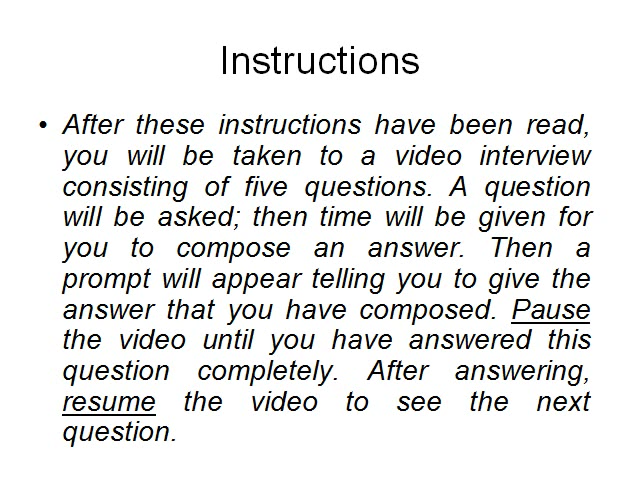 Instructions
• After these instructions have been read,
you will be taken to a video interview
consisting of five questions. A question
will be asked; then time will be given for
you to compose an answer. Then a
prompt will appear telling you to give the
answer that you have composed. Pause
the video until you have answered this
question completely. After answering,
resume the video to see the next
question.